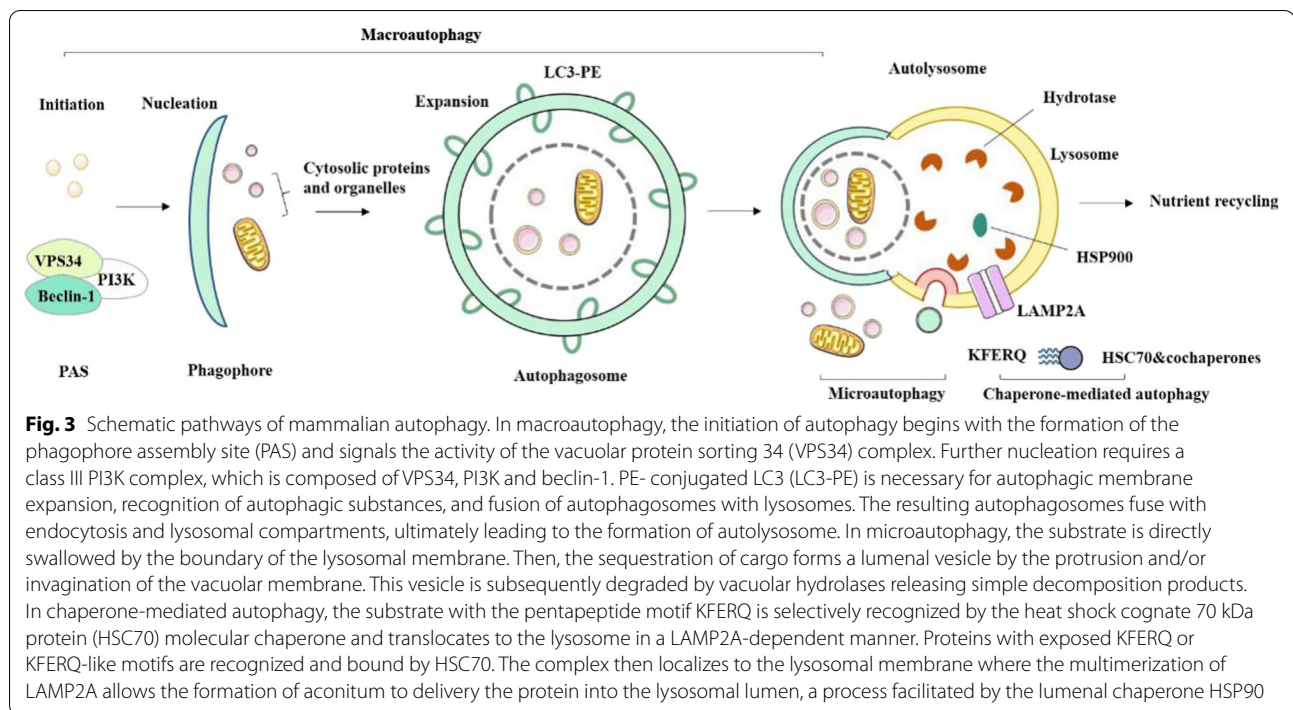 Macroautophagy
LC3-PE
Autolysosome
Initiation
Nucleation
Expansion
Hydrotase
Cytosolic proteins
and organelles
Lysosome
Nutrient recycling
VPS34
PI3K
Beclin-1
HSP900
LAMP2A
KFERQ
HSC70&cochaperones
PAS
Phagophore
Autophagosome
Microautophagy
Chaperone-mediated autophagy
Fig. 3 Schematic pathways of mammalian autophagy. In macroautophagy, the initiation of autophagy begins with the formation of the
phagophore assembly site (PAS) and signals the activity of the vacuolar protein sorting 34 (VPS34) complex. Further nucleation requires a
class III PI3K complex, which is composed of VPS34, PI3K and beclin-1. PE- conjugated LC3 (LC3-PE) is necessary for autophagic membrane
expansion, recognition of autophagic substances, and fusion of autophagosomes with lysosomes. The resulting autophagosomes fuse with
endocytosis and lysosomal compartments, ultimately leading to the formation of autolysosome. In microautophagy, the substrate is directly
swallowed by the boundary of the lysosomal membrane. Then, the sequestration of cargo forms a lumenal vesicle by the protrusion and/or
invagination of the vacuolar membrane. This vesicle is subsequently degraded by vacuolar hydrolases releasing simple decomposition products.
In chaperone-mediated autophagy, the substrate with the pentapeptide motif KFERQ is selectively recognized by the heat shock cognate 70 kDa
protein (HSC70) molecular chaperone and translocates to the lysosome in a LAMP2A-dependent manner. Proteins with exposed KFERQ or
KFERQ-like motifs are recognized and bound by HSC70. The complex then localizes to the lysosomal membrane where the multimerization of
LAMP2A allows the formation of aconitum to delivery the protein into the lysosomal lumen, a process facilitated by the lumenal chaperone HSP90